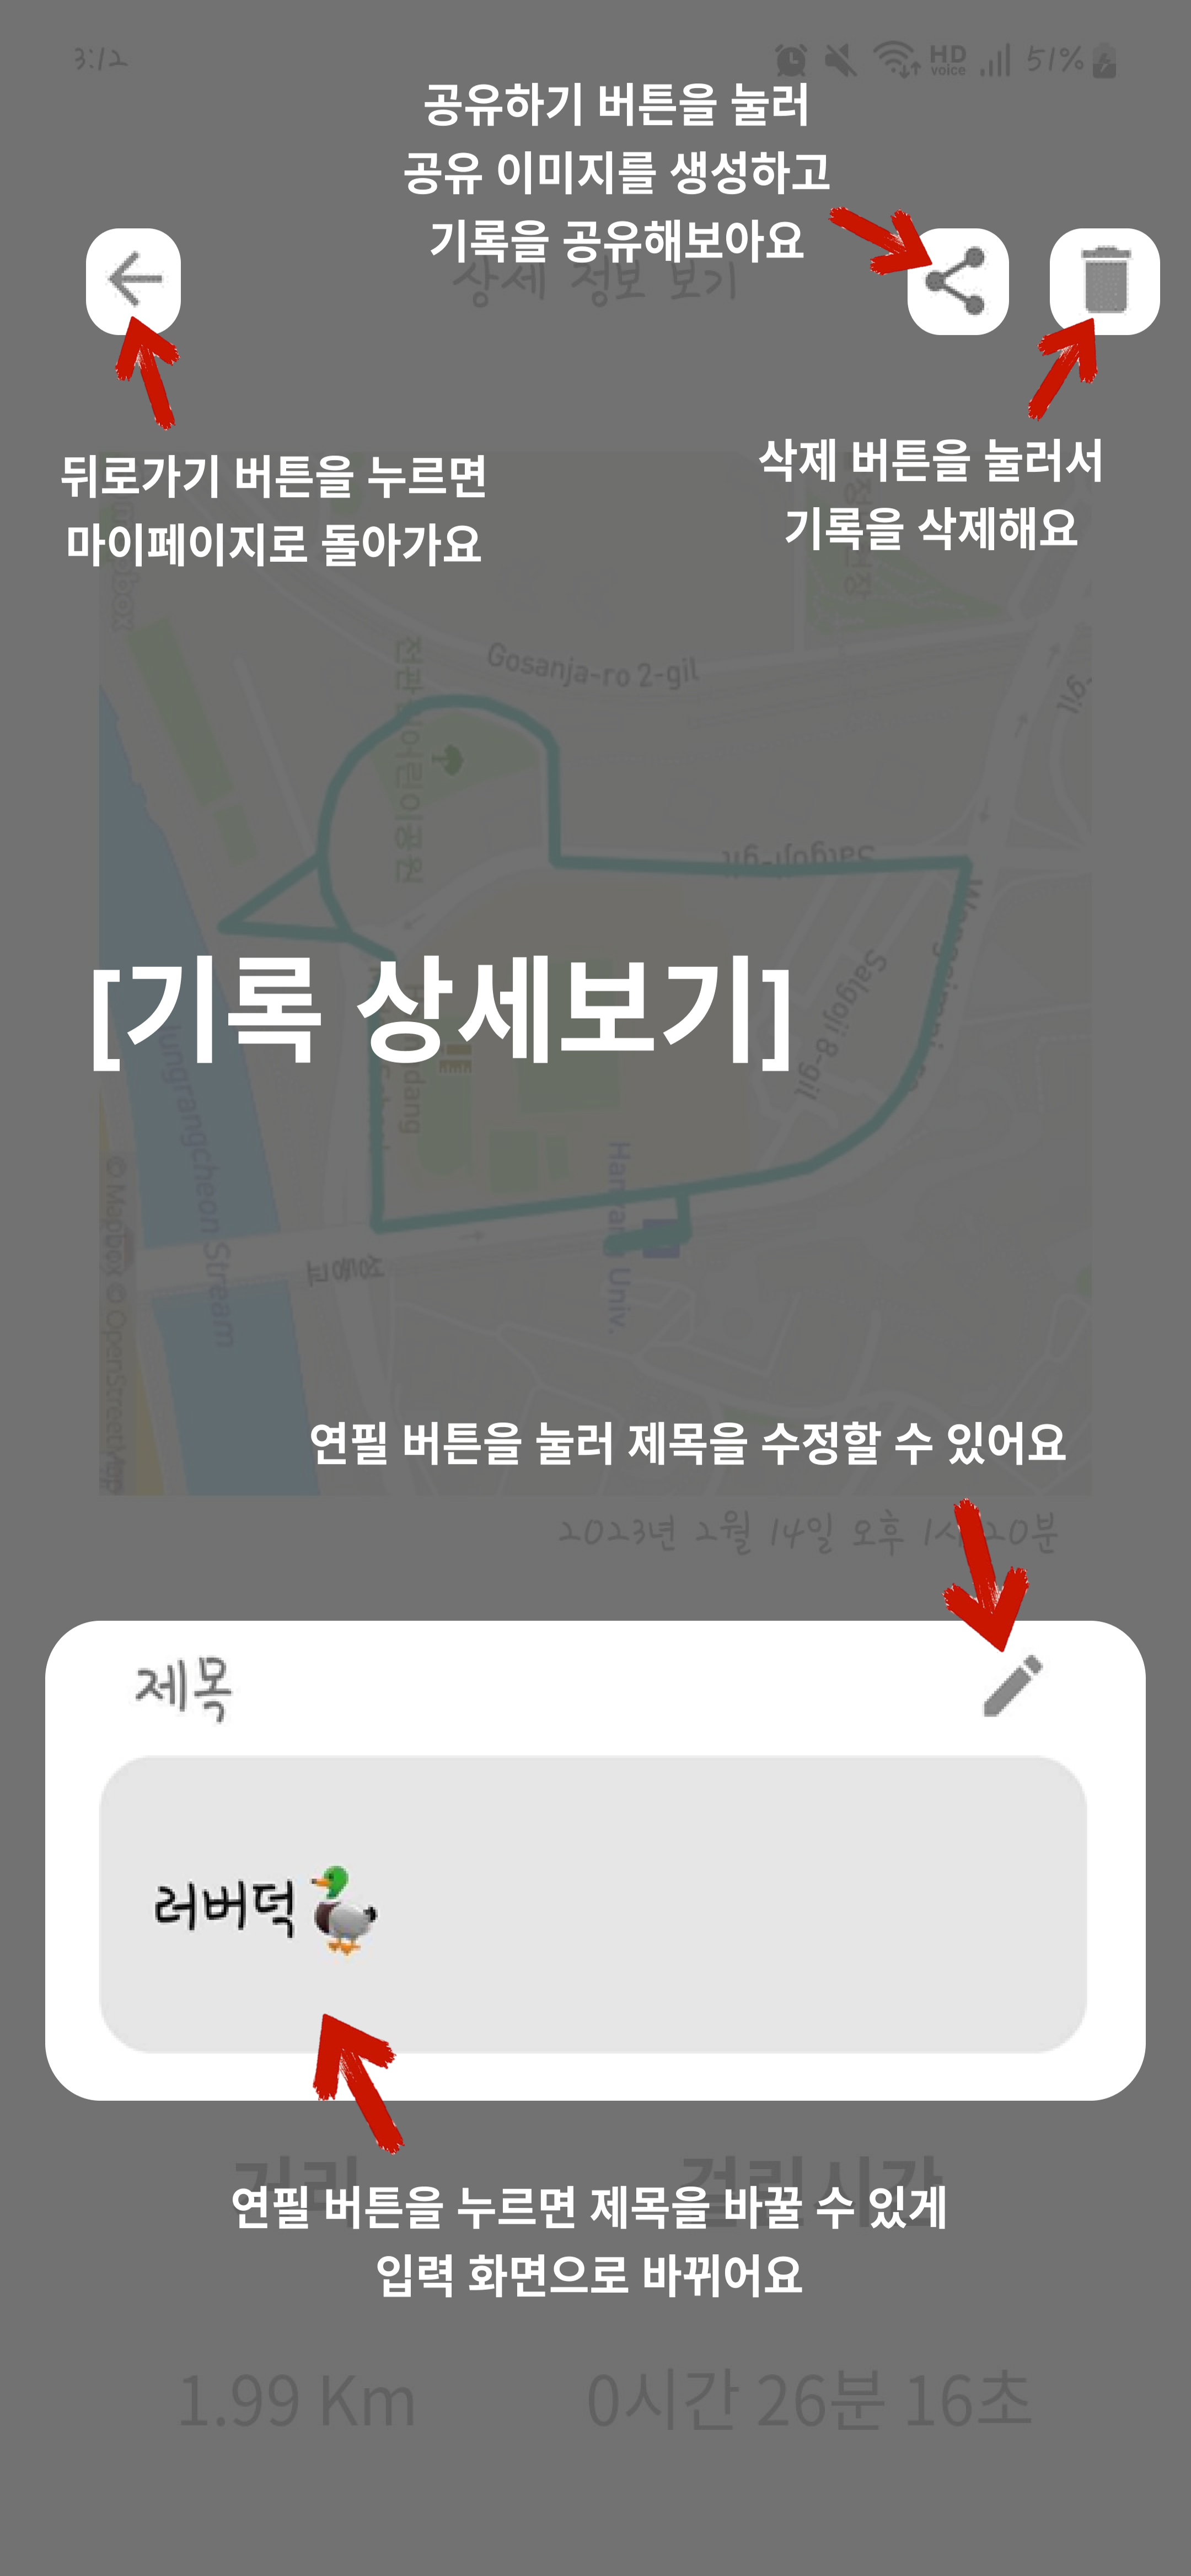 3:12
HD voice 51%
공유하기 버튼을 눌러
공유 이미지를 생성하고
기록을 공유해보아요
상세 정보 보기
뒤로가기 버튼을 누르면
마이페이지로 돌아가요
삭제 버튼을 눌러서
기록을 삭제해요
Gosanja-ro 2-gil
-gil
Salgoji-gil
[기록 상세보기]
Salgoji 8-gil
Jungrangcheon Stream
Univ.
성동교
© Mapbox © OpenStreetMap
연필 버튼을 눌러 제목을 수정할 수 있어요
2023년 2월 14일 오후 1시 20분
제목
러버덕🦆
거리
걸린시간
연필 버튼을 누르면 제목을 바꿀 수 있게
입력 화면으로 바뀌어요
1.99 Km
0시간 26분 16초